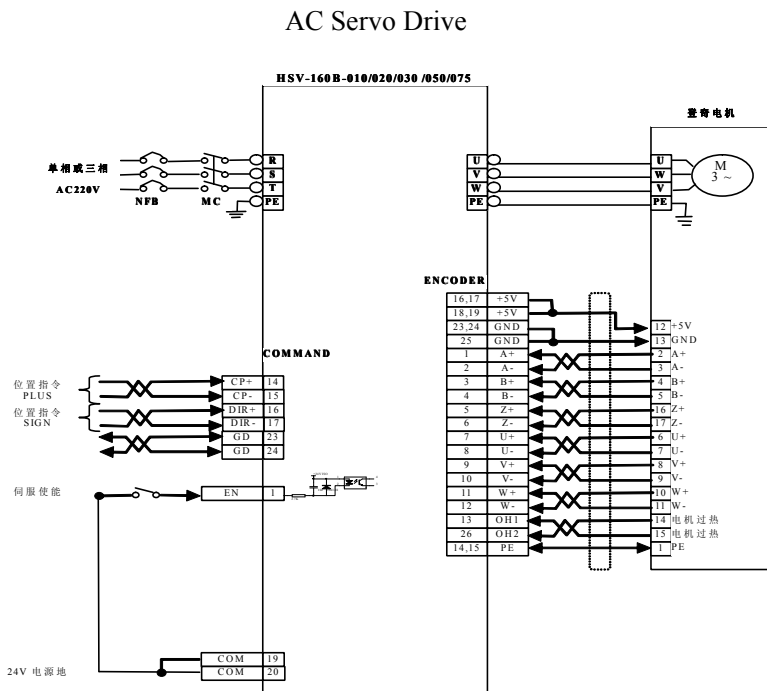 AC Servo Drive
HSV-160B-010/020/030 /050/075
登奇电机
单相或三相
AC220V
NFB
MC
R
S
T
PE
U
V
W
PE
U
W
V
PE
M
3 ~
ENCODER
16,17 +5V
18,19 +5V
23,24 GND
25 GND
1 A+
2 A-
3 B+
4 B-
5 Z+
6 Z-
7 U+
8 U-
9 V+
10 V-
11 W+
12 W-
13 OH1
26 OH2
14,15 PE
12 +5V
13 GND
2 A+
3 A-
4 B+
5 B-
16 Z+
17 Z-
6 U+
7 U-
8 V+
9 V-
10 W+
11 W-
14 电机过热
15 电机过热
1 PE
COMMAND
位置指令
PLUS
位置指令
SIGN
CP+ 14
CP- 15
DIR+ 16
DIR- 17
GD 23
GD 24
伺服使能
EN 1
COM 19
COM 20
24V 电源地